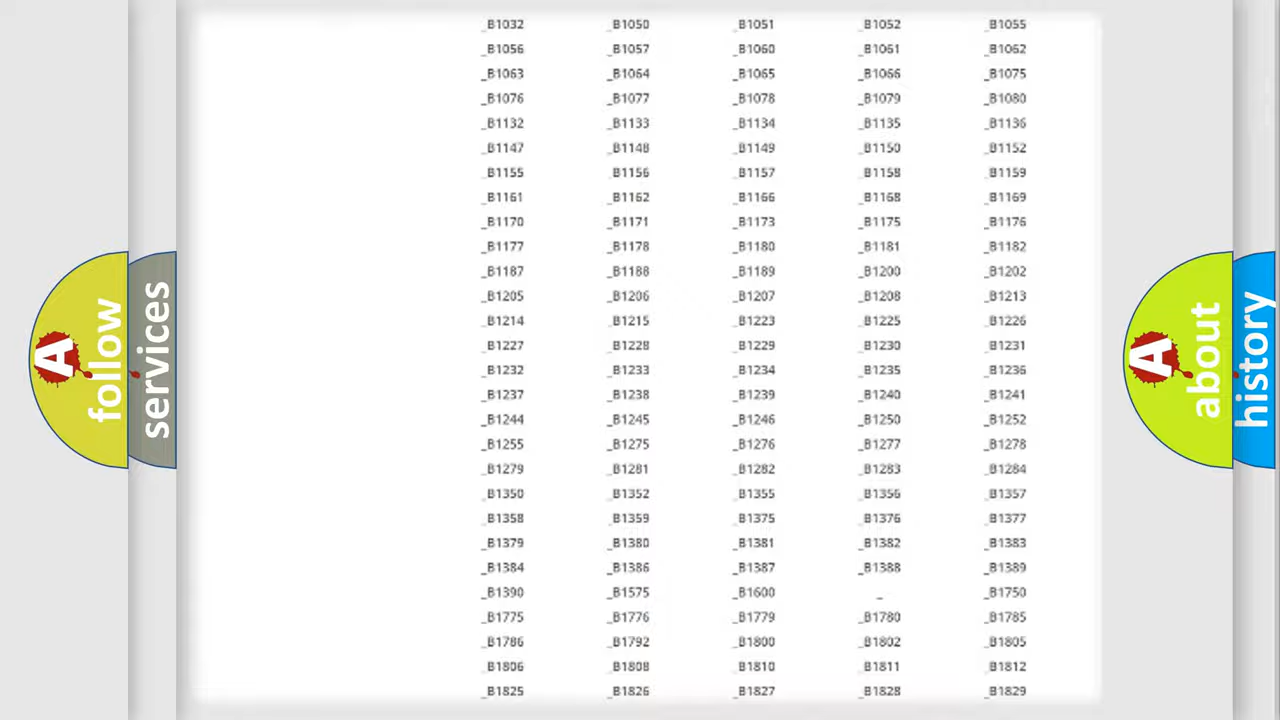 _B1032 _B1050 _B1051 _B1052 _B1055
_B1056 _B1057 _B1060 _B1061 _B1062
_B1063 _B1064 _B1065 _B1066 _B1075
_B1076 _B1077 _B1078 _B1079 _B1080
_B1132 _B1133 _B1134 _B1135 _B1136
_B1147 _B1148 _B1149 _B1150 _B1152
_B1155 _B1156 _B1157 _B1158 _B1159
_B1161 _B1162 _B1166 _B1168 _B1169
_B1170 _B1171 _B1173 _B1175 _B1176
_B1177 _B1178 _B1180 _B1181 _B1182
_B1187 _B1188 _B1189 _B1200 _B1202
_B1205 _B1206 _B1207 _B1208 _B1213
_B1214 _B1215 _B1223 _B1225 _B1226
_B1227 _B1228 _B1229 _B1230 _B1231
_B1232 _B1233 _B1234 _B1235 _B1236
_B1237 _B1238 _B1239 _B1240 _B1241
_B1244 _B1245 _B1246 _B1250 _B1252
_B1255 _B1275 _B1276 _B1277 _B1278
_B1279 _B1281 _B1282 _B1283 _B1284
_B1350 _B1352 _B1355 _B1356 _B1357
_B1358 _B1359 _B1375 _B1376 _B1377
_B1379 _B1380 _B1381 _B1382 _B1383
_B1384 _B1386 _B1387 _B1388 _B1389
_B1390 _B1575 _B1600 _ _B1750
_B1775 _B1776 _B1779 _B1780 _B1785
_B1786 _B1792 _B1800 _B1802 _B1805
_B1806 _B1808 _B1810 _B1811 _B1812
_B1825 _B1826 _B1827 _B1828 _B1829
A follow
services
A about
history